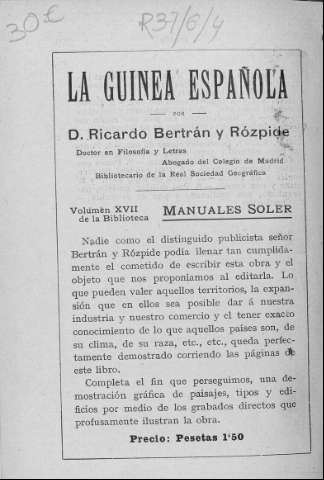 30€
R37/6/4
LA GUINEA ESPAÑOLA
POR
D. Ricardo Bertrán y Rózpide
Doctor en Filosofía y Letras
Abogado del Colegio de Madrid
Bibliotecario de la Real Sociedad Geográfica
Volumen XVII
de la Biblioteca
MANUALES SOLER
Nadie como el distinguido publicista señor
Bertrán y Rózpide podía llenar tan cumplida-
mente el cometido de escribir esta obra y el
objeto que nos proponíamos al editarla. Lo
que pueden valer aquellos territorios, la expan-
sión que en ellos sea posible dar á nuestra
industria y nuestro comercio y el tener exacto
conocimiento de lo que aquellos países son, de
su clima, de su raza, etc., etc., queda perfec-
tamente demostrado corriendo las páginas de
este libro.
Completa el fin que perseguimos, una de-
mostración gráfica de paisajes, tipos y edi-
ficios por medio de los grabados directos que
profusamente ilustran la obra.
Precio: Pesetas 1'50